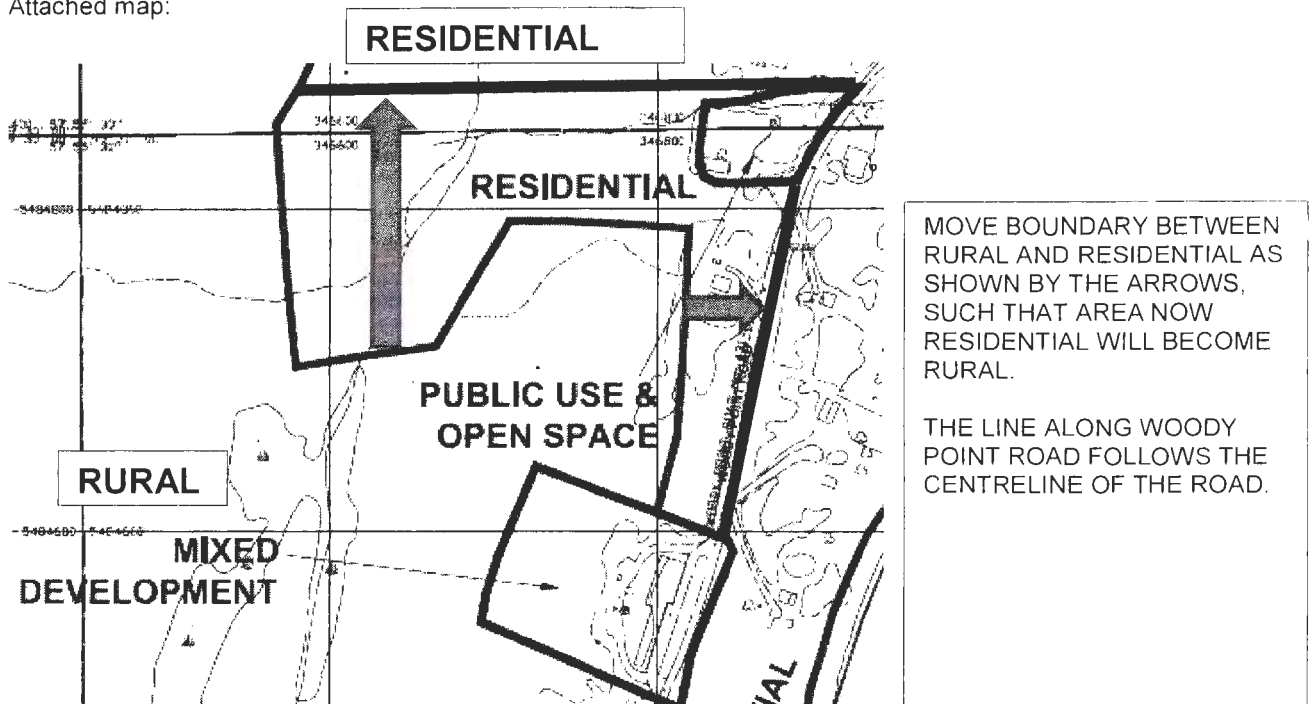 Attached map:
RESIDENTIAL
RESIDENTIAL
PUBLIC USE &
OPEN SPACE
RURAL
MIXED
DEVELOPMENT
MOVE BOUNDARY BETWEEN
RURAL AND RESIDENTIAL AS
SHOWN BY THE ARROWS,
SUCH THAT AREA NOW
RESIDENTIAL WILL BECOME
RURAL.
THE LINE ALONG WOODY
POINT ROAD FOLLOWS THE
CENTRELINE OF THE ROAD.